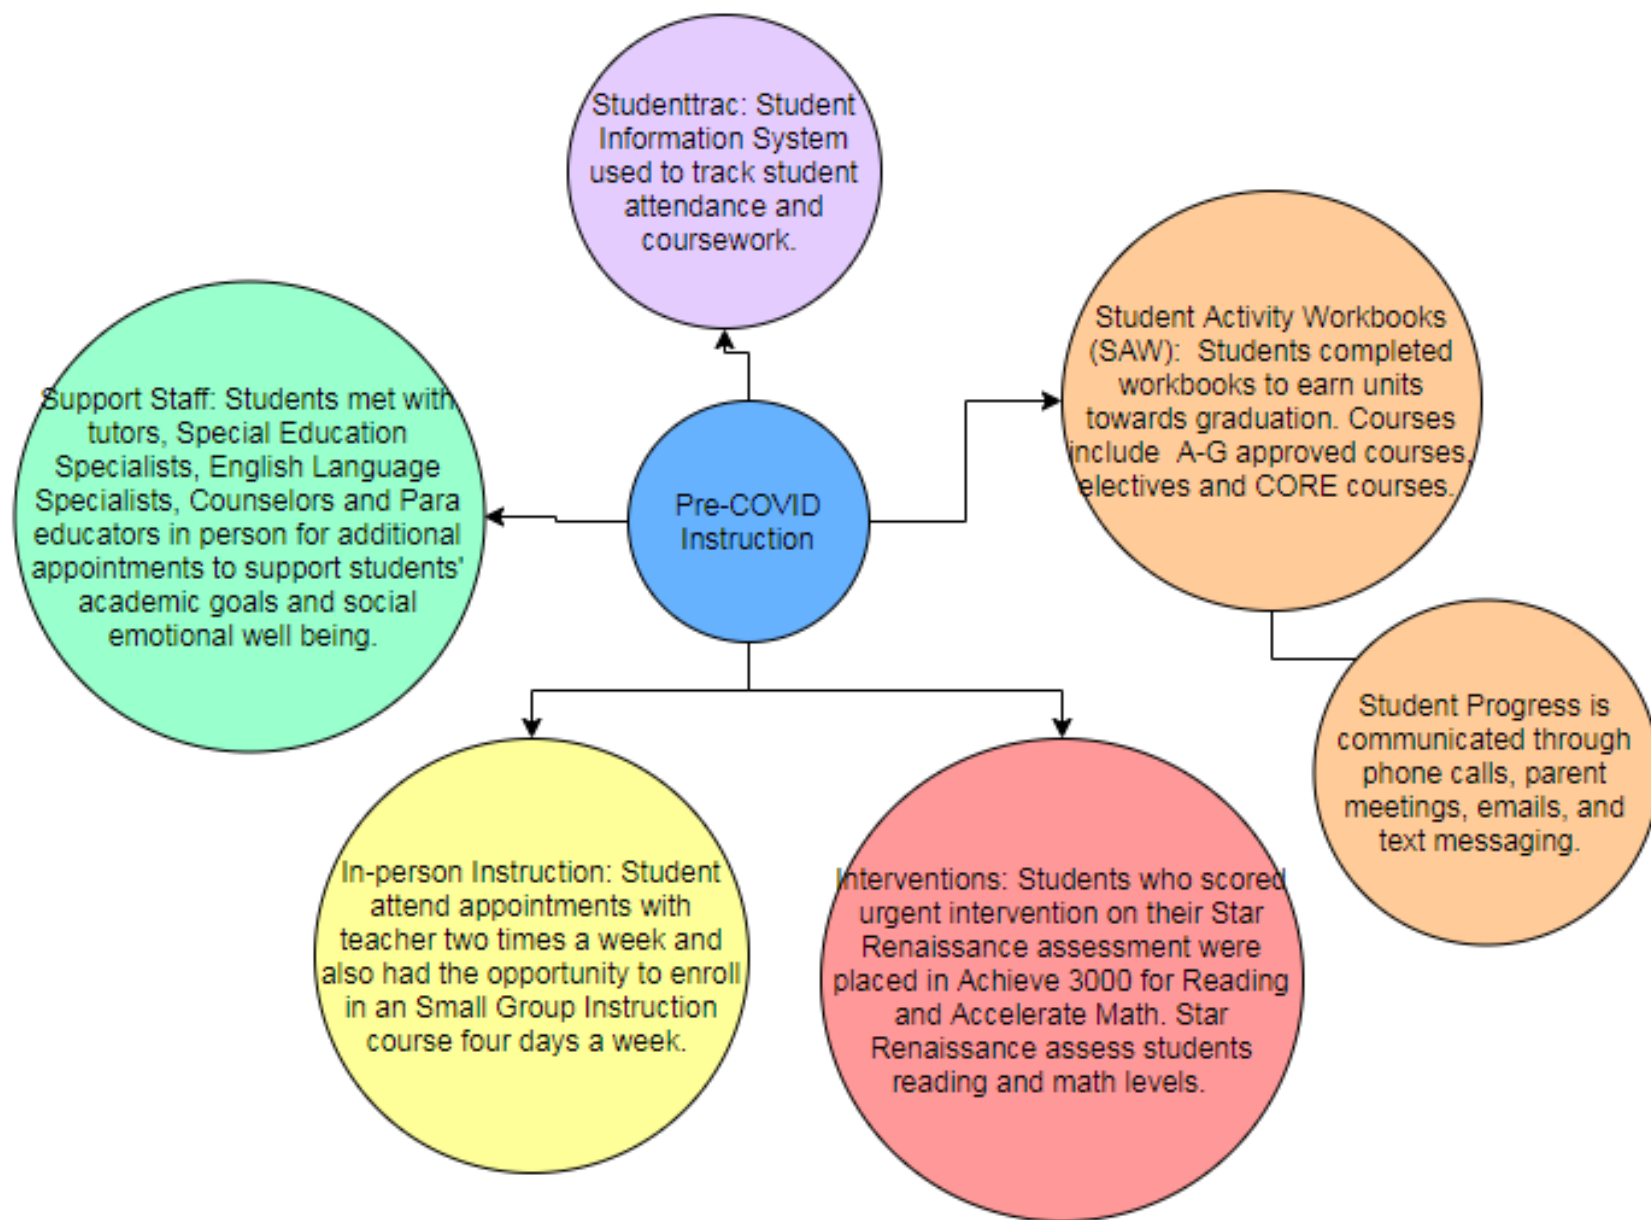 Studenttrac: Student
Information System
used to track student
attendance and
coursework.
Student Activity Workbooks
(SAW):  Students completed
workbooks to earn units
towards graduation. Courses
include  A-G approved courses,
electives and CORE courses.
Support Staff: Students met with
tutors, Special Education
Specialists, English Language
Specialists, Counselors and Para
educators in person for additional
appointments to support students'
academic goals and social
emotional well being.
Pre-COVID
Instruction
Student Progress is
communicated through
phone calls, parent
meetings, emails, and
text messaging.
In-person Instruction: Student
attend appointments with
teacher two times a week and
also had the opportunity to enroll
in an Small Group Instruction
course four days a week.
Interventions: Students who scored
urgent intervention on their Star
Renaissance assessment were
placed in Achieve 3000 for Reading
and Accelerate Math. Star
Renaissance assess students
reading and math levels.